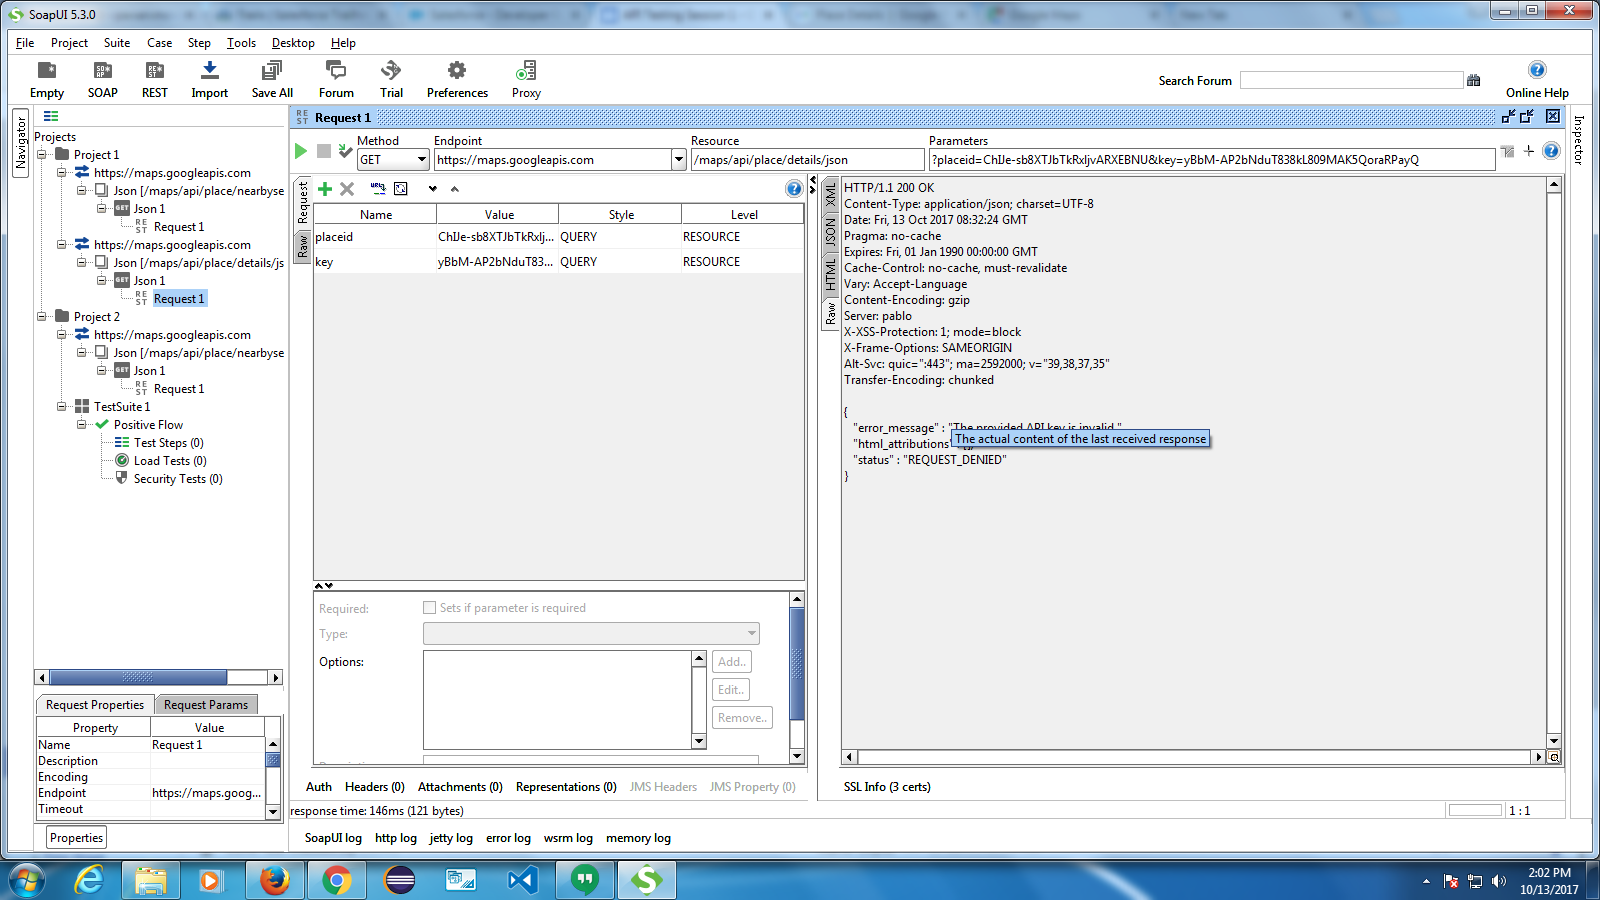 SoapUI 5.3.0
File Project Suite Case Step Tools Desktop Help
Empty SOAP REST Import Save All Forum Trial Preferences Proxy
Search Forum
Online Help
Navigator
Projects
Project 1
https://maps.googleapis.com
Json [/maps/api/place/nearbyse
Json 1
Request 1
https://maps.googleapis.com
Json [/maps/api/place/details/js
Json 1
Request 1
Project 2
https://maps.googleapis.com
Json [/maps/api/place/nearbyse
Json 1
Request 1
TestSuite 1
Positive Flow
Test Steps (0)
Load Tests (0)
Security Tests (0)
Request Properties Request Params
Property Value
Name Request 1
Description
Encoding
Endpoint https://maps.goog...
Timeout
Properties
Request 1
Method Endpoint Resource Parameters
GET https://maps.googleapis.com /maps/api/place/details/json ?placeid=ChIJe-sb8XTJbTkRxljvARXEBNU&key=yBbM-AP2bNduT838kL809MAK5QoraRPayQ
Request
Raw
Name Value Style Level
placeid ChIJe-sb8XTJbTkRxlj... QUERY RESOURCE
key yBbM-AP2bNduT83... QUERY RESOURCE
Required: Sets if parameter is required
Type:
Options:
Add..
Edit..
Remove..
Auth Headers (0) Attachments (0) Representations (0) JMS Headers JMS Property (0)
response time: 146ms (121 bytes)
SoapUI log http log jetty log error log wsrm log memory log
XML
JSON
HTML
Raw
HTTP/1.1 200 OK
Content-Type: application/json; charset=UTF-8
Date: Fri, 13 Oct 2017 08:32:24 GMT
Pragma: no-cache
Expires: Fri, 01 Jan 1990 00:00:00 GMT
Cache-Control: no-cache, must-revalidate
Vary: Accept-Language
Content-Encoding: gzip
Server: pablo
X-XSS-Protection: 1; mode=block
X-Frame-Options: SAMEORIGIN
Alt-Svc: quic=":443"; ma=2592000; v="39,38,37,35"
Transfer-Encoding: chunked
{
"error_message" : "The provided API key is invalid.",
"html_attributions"
The actual content of the last received response
"status" : "REQUEST_DENIED"
}
SSL Info (3 certs)
1 : 1
Inspector
2:02 PM
10/13/2017